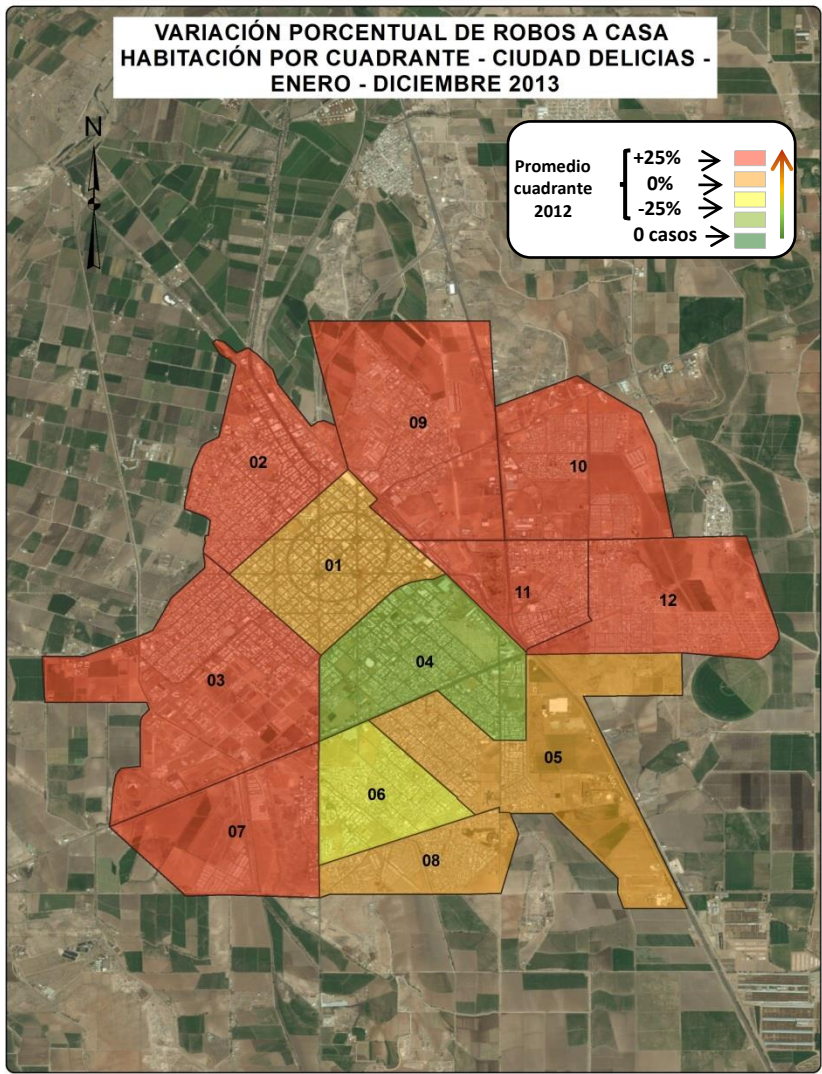 VARIACIÓN PORCENTUAL DE ROBOS A CASA
HABITACIÓN POR CUADRANTE - CIUDAD DELICIAS -
ENERO - DICIEMBRE 2013
N
Promedio
cuadrante
2012
+25%
0%
-25%
0 casos
09
02
10
01
11
12
04
03
05
06
07
08